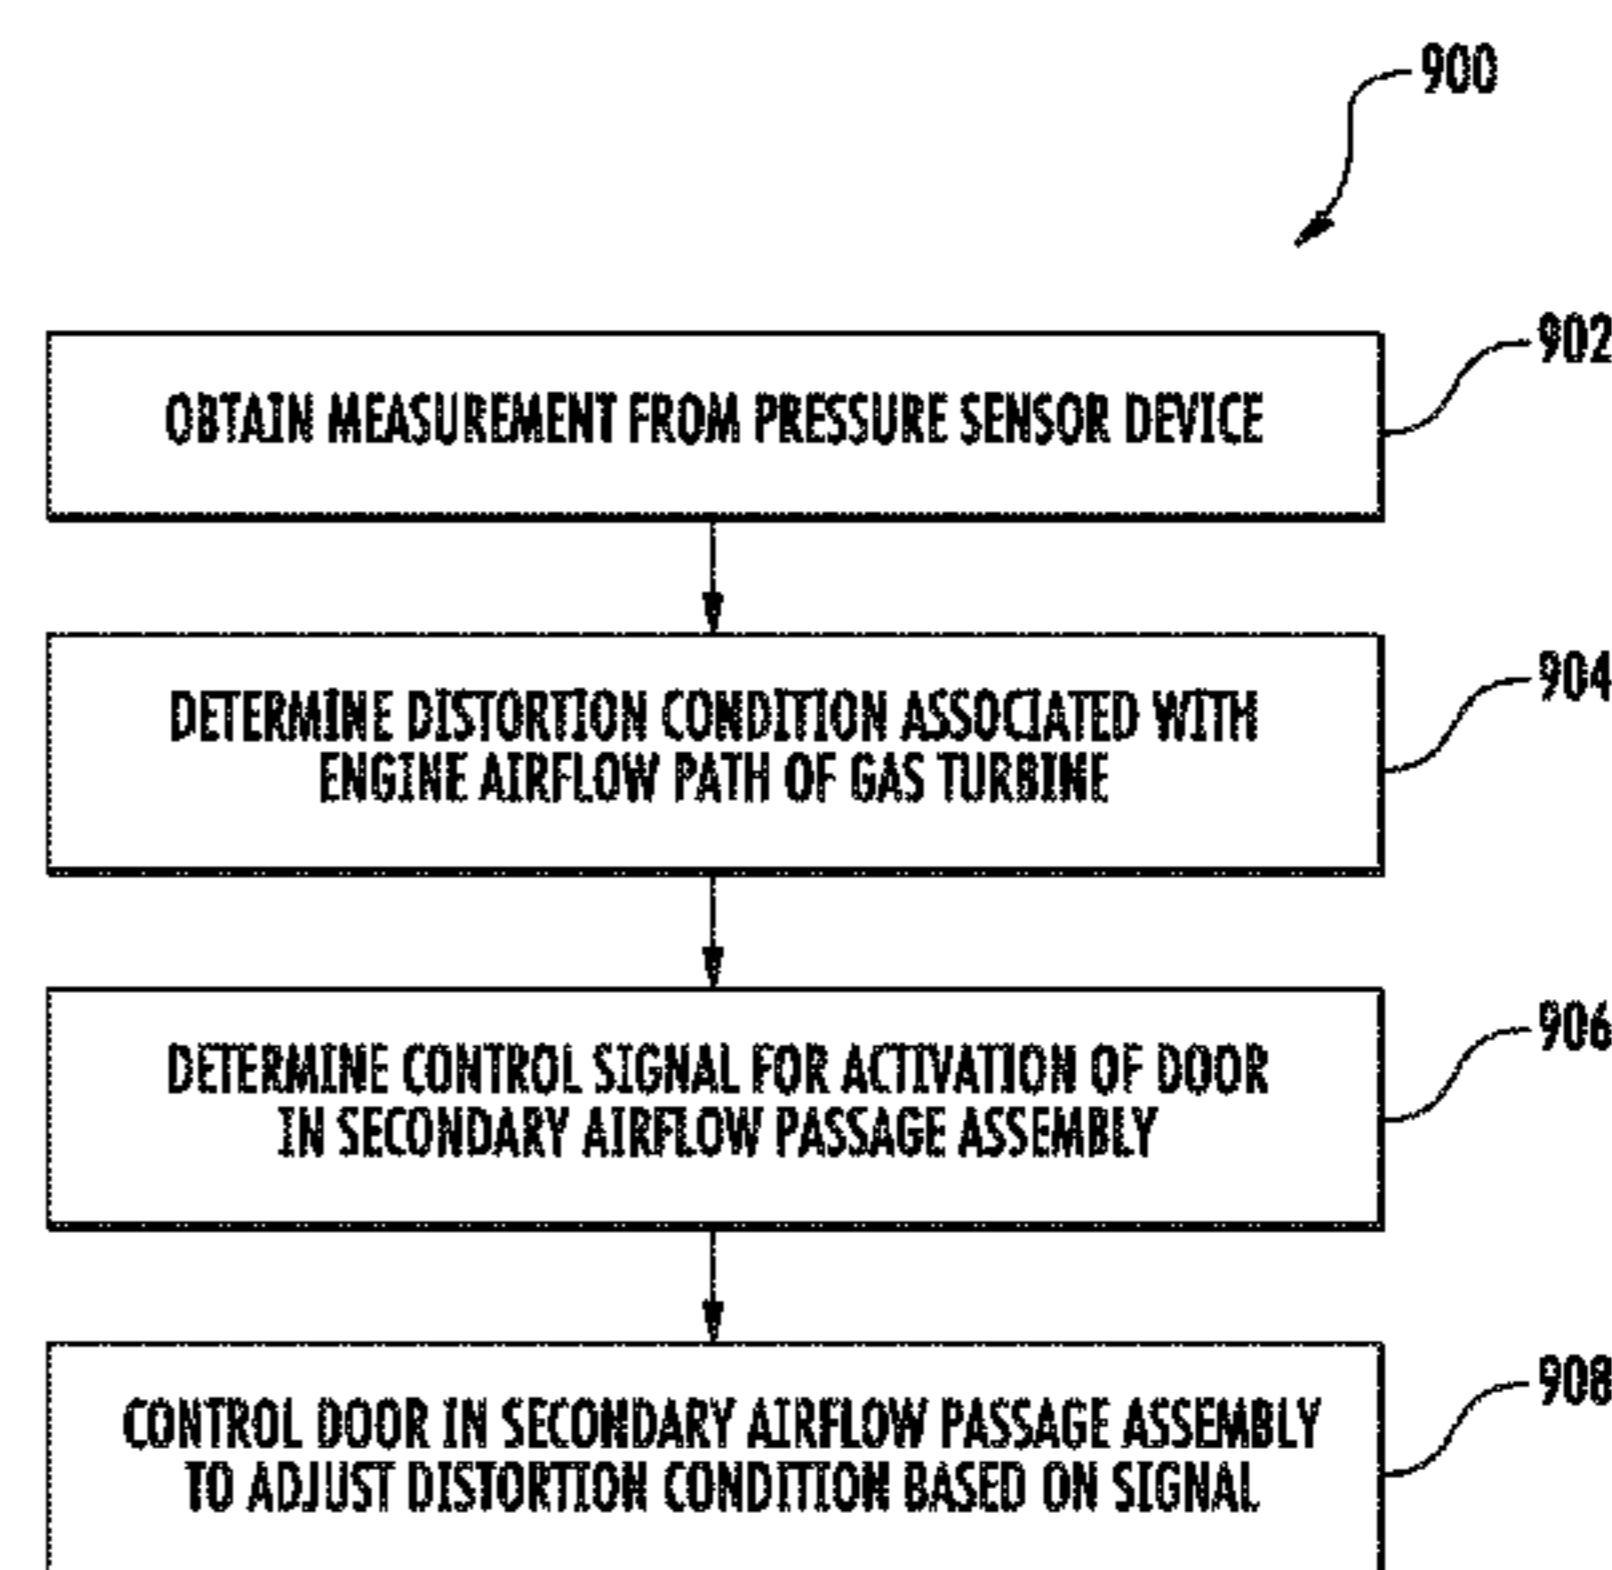 900
902
OBTAIN MEASUREMENT FROM PRESSURE SENSOR DEVICE
904
DETERMINE DISTORTION CONDITION ASSOCIATED WITH
ENGINE AIRFLOW PATH OF GAS TURBINE
906
DETERMINE CONTROL SIGNAL FOR ACTIVATION OF DOOR
IN SECONDARY AIRFLOW PASSAGE ASSEMBLY
908
CONTROL DOOR IN SECONDARY AIRFLOW PASSAGE ASSEMBLY
TO ADJUST DISTORTION CONDITION BASED ON SIGNAL